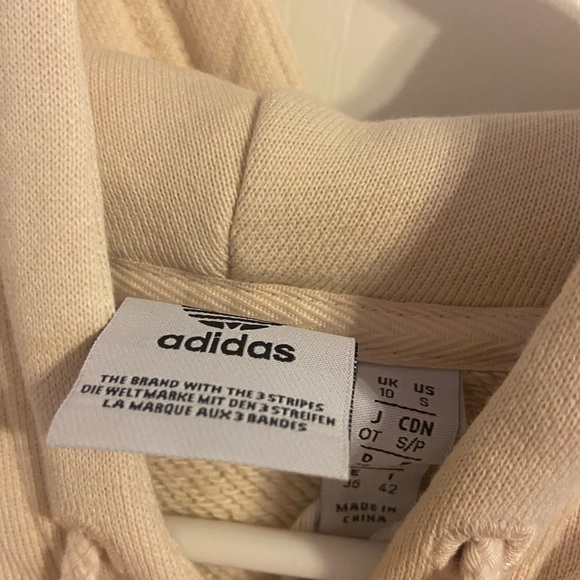 adidas
THE BRAND WITH THE 3 STRIPES
DIE WELTMARKE MIT DEN 3 STREIFEN
LA MARQUE AUX 3 BANDES
UK US
10 S
J CDN
OT S/P
D F
E I
36 42
MADE IN
CHINA